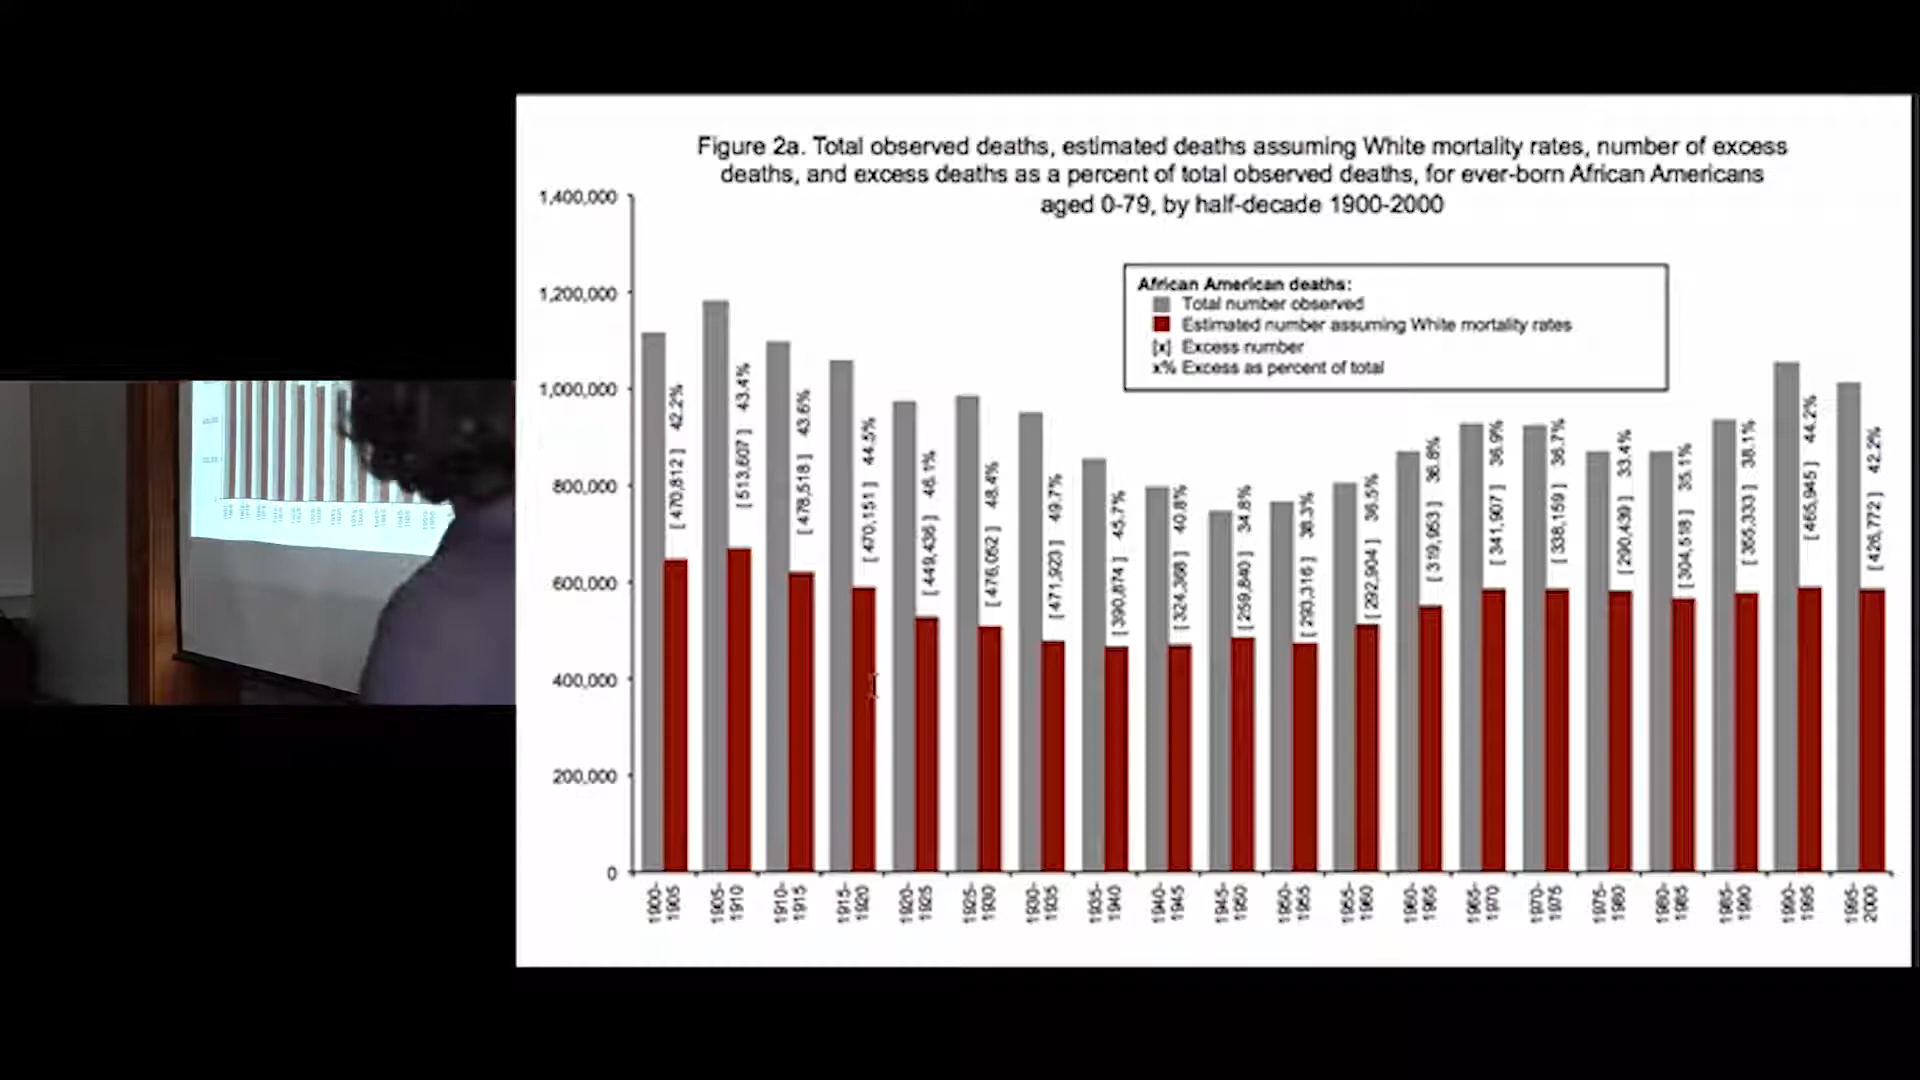 Figure 2a. Total observed deaths, estimated deaths assuming White mortality rates, number of excess
deaths, and excess deaths as a percent of total observed deaths, for ever-born African Americans
aged 0-79, by half-decade 1900-2000
1,400,000
1,200,000
1,000,000
800,000
600,000
400,000
200,000
0
African American deaths:
Total number observed
Estimated number assuming White mortality rates
[x] Excess number
x% Excess as percent of total
[ 470,812 ] 42.2%
[ 513,607 ] 43.4%
[ 478,518 ] 43.6%
[ 470,151 ] 44.5%
[ 449,436 ] 46.1%
[ 476,052 ] 48.4%
[ 471,923 ] 49.7%
[ 390,874 ] 45.7%
[ 324,368 ] 40.8%
[ 259,840 ] 34.8%
[ 293,316 ] 38.3%
[ 292,904 ] 36.5%
[ 319,953 ] 36.8%
[ 341,907 ] 36.9%
[ 338,159 ] 36.7%
[ 290,439 ] 33.4%
[ 304,518 ] 35.1%
[ 355,333 ] 38.1%
[ 465,945 ] 44.2%
[ 426,772 ] 42.2%
1900-
1905
1905-
1910
1910-
1915
1915-
1920
1920-
1925
1925-
1930
1930-
1935
1935-
1940
1940-
1945
1945-
1950
1950-
1955
1955-
1960
1960-
1965
1965-
1970
1970-
1975
1975-
1980
1980-
1985
1985-
1990
1990-
1995
1995-
2000